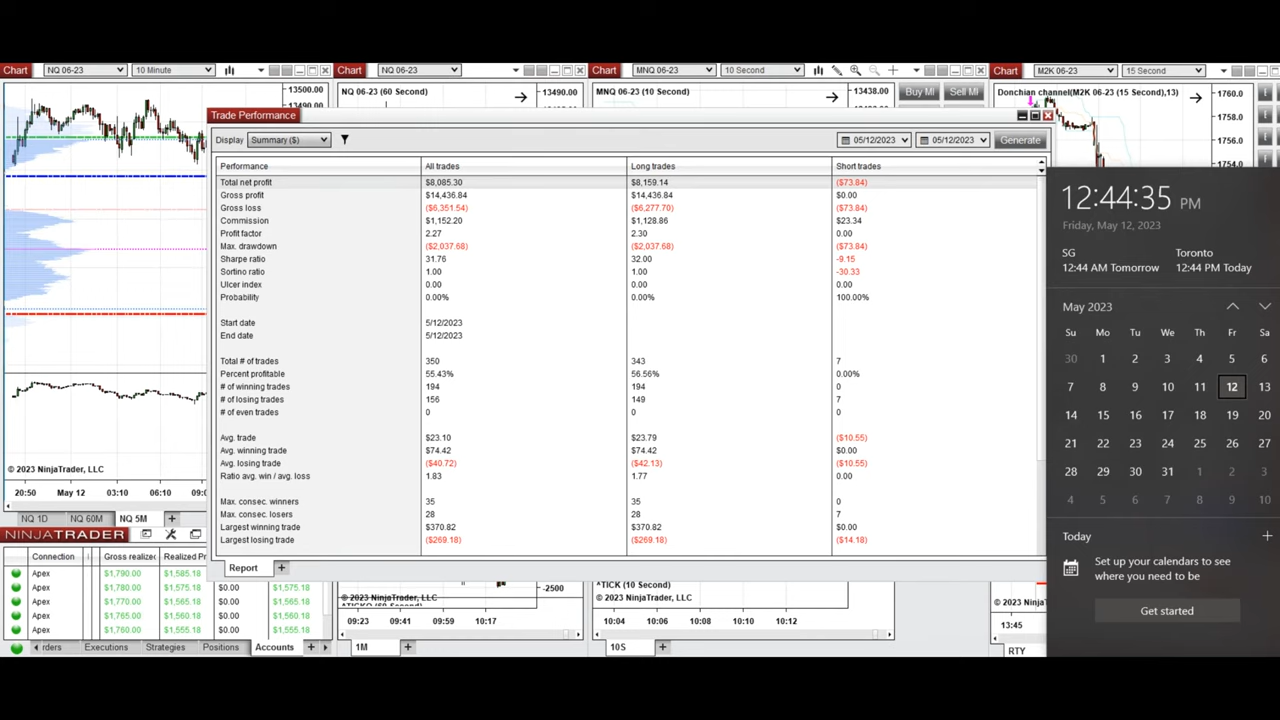 Chart NQ 06-23 10 Minute Chart NQ 06-23 Chart MNQ 06-23 10 Second Chart M2K 06-23 15 Second
13500.00 NQ 06-23 (60 Second) 13490.00 MNQ 06-23 (10 Second) 13438.00 Buy MI Sell MI Donchian channel(M2K 06-23 (15 Second),13) 1760.0
13490.00
Trade Performance
1758.0
Display Summary ($) 05/12/2023 05/12/2023 Generate
1756.0
1754.0
Performance All trades Long trades Short trades
Total net profit $8,085.30 $8,159.14 ($73.84)
Gross profit $14,436.84 $14,436.84 $0.00
Gross loss ($6,351.54) ($6,277.70) ($73.84)
Commission $1,152.20 $1,128.86 $23.34
Profit factor 2.27 2.30 0.00
Max. drawdown ($2,037.68) ($2,037.68) ($73.84)
Sharpe ratio 31.76 32.00 -9.15
Sortino ratio 1.00 1.00 -30.33
Ulcer index 0.00 0.00 0.00
Probability 0.00% 0.00% 100.00%
Start date 5/12/2023
End date 5/12/2023
Total # of trades 350 343 7
Percent profitable 55.43% 56.56% 0.00%
# of winning trades 194 194 0
# of losing trades 156 149 7
# of even trades 0 0 0
Avg. trade $23.10 $23.79 ($10.55)
Avg. winning trade $74.42 $74.42 $0.00
Avg. losing trade ($40.72) ($42.13) ($10.55)
Ratio avg. win / avg. loss 1.83 1.77 0.00
Max. consec. winners 35 35 0
Max. consec. losers 28 28 7
Largest winning trade $370.82 $370.82 $0.00
Largest losing trade ($269.18) ($269.18) ($14.18)
Report +
12:44:35 PM
Friday, May 12, 2023
SG Toronto
12:44 AM Tomorrow 12:44 PM Today
May 2023
Su Mo Tu We Th Fr Sa
30 1 2 3 4 5 6
7 8 9 10 11 12 13
14 15 16 17 18 19 20
21 22 23 24 25 26 27
28 29 30 31 1 2 3
4 5 6 7 8 9 10
Today +
Set up your calendars to see
where you need to be
Get started
© 2023 NinjaTrader, LLC
20:50 May 12 03:10 06:10 09:0
NQ 1D NQ 60M NQ 5M +
NINJATRADER
Connection Gross realize Realized Pr
Apex $1,790.00 $1,585.18
Apex $1,780.00 $1,575.18 $0.00 $1,575.18
Apex $1,770.00 $1,565.18 $0.00 $1,565.18
Apex $1,765.00 $1,560.18 $0.00 $1,560.18
Apex $1,760.00 $1,555.18 $0.00 $1,555.18
rders Executions Strategies Positions Accounts +
-2500
© 2023 NinjaTrader, LLC
09:23 09:41 09:59 10:17
1M +
^TICK (10 Second)
© 2023 NinjaTrader, LLC
10:04 10:06 10:08 10:10 10:12
10S +
© 2023 NinjaT
13:45
RTY